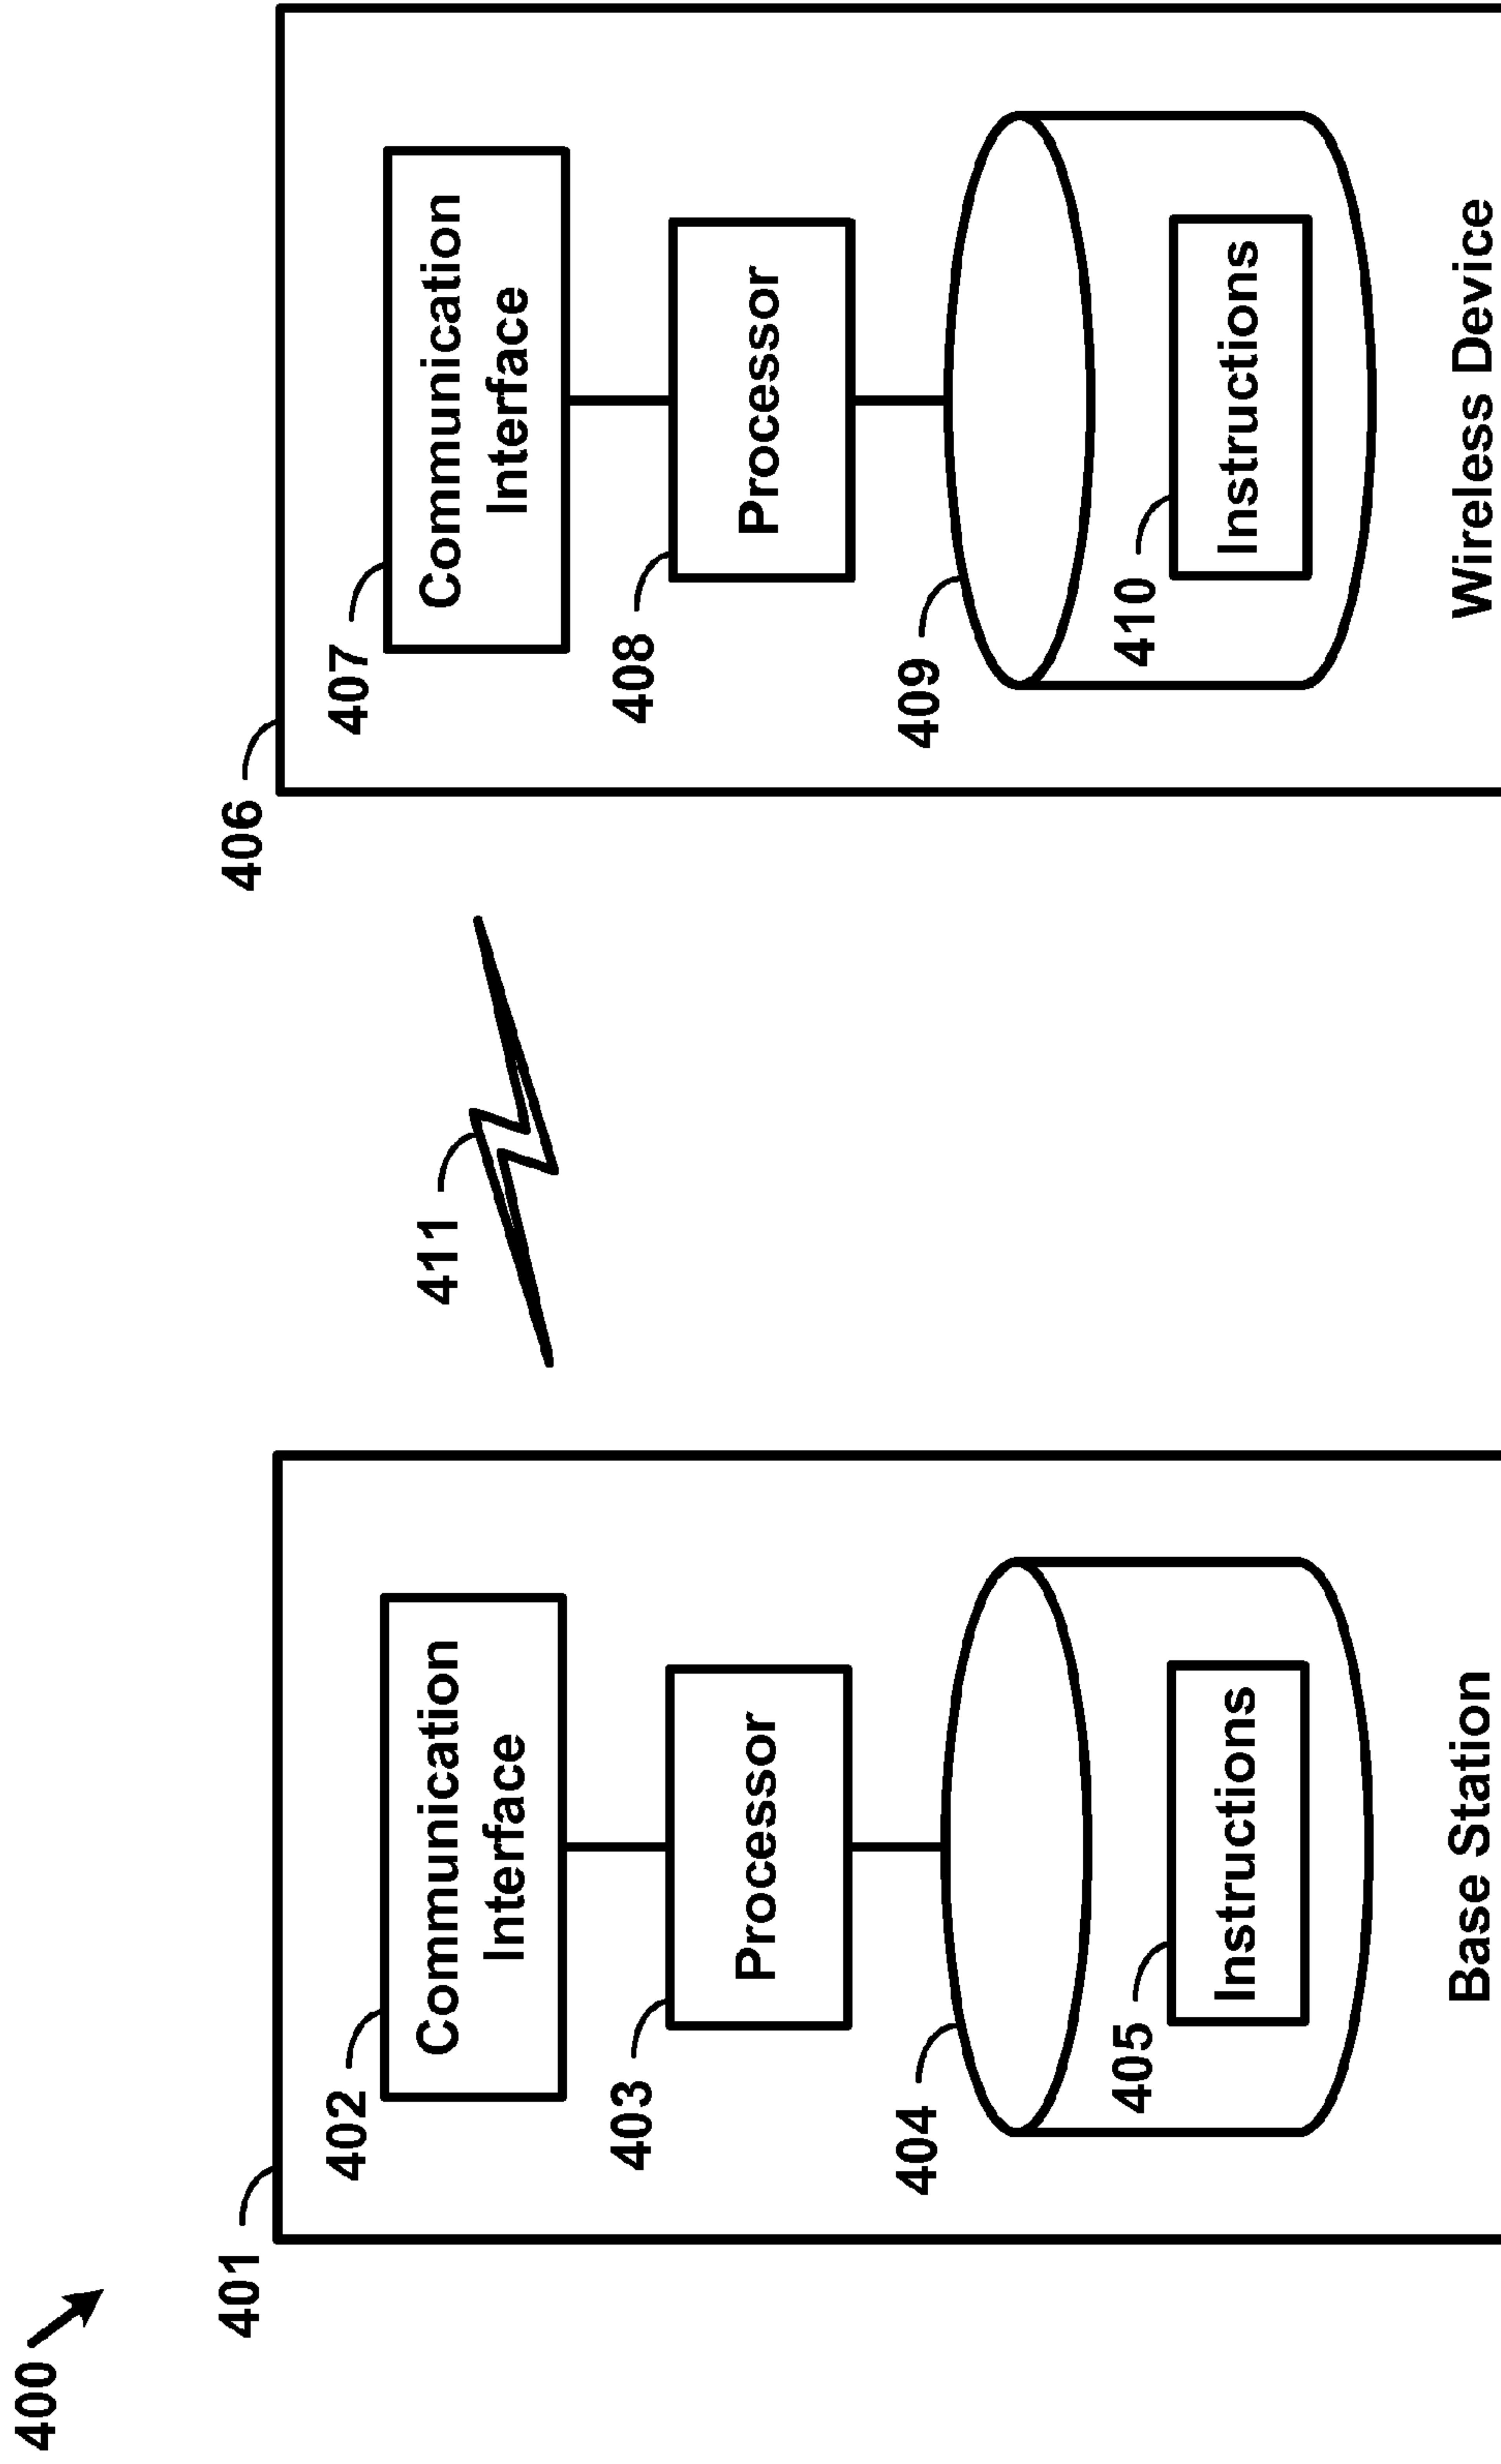 400
401
402
Communication
Interface
403
Processor
404
405
Instructions
Base Station
411
406
407
Communication
Interface
408
Processor
409
410
Instructions
Wireless Device